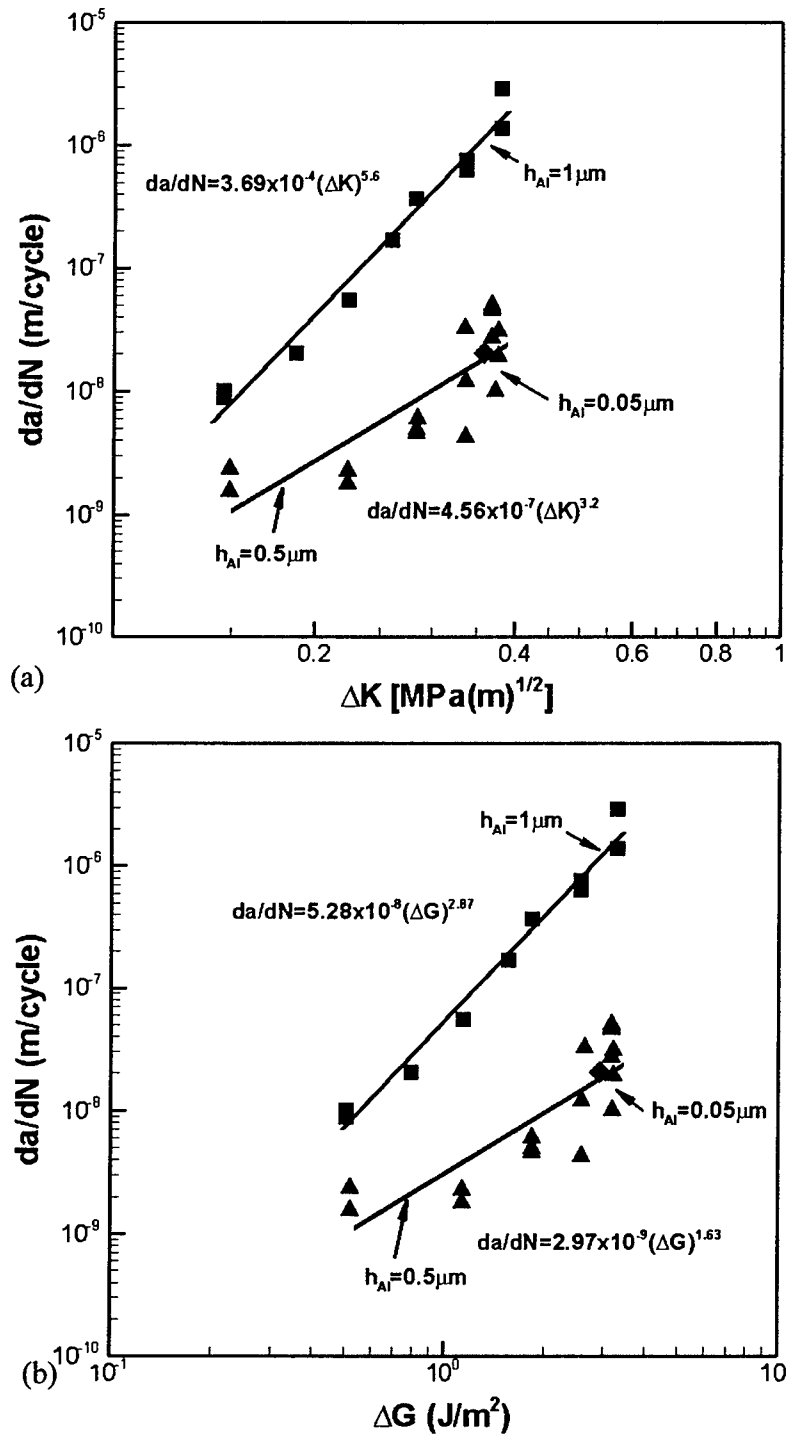 10⁻⁵
10⁻⁶
10⁻⁷
10⁻⁸
10⁻⁹
10⁻¹⁰
da/dN (m/cycle)
da/dN=3.69x10⁻⁴(ΔK)⁵·⁶
h_Al=1μm
h_Al=0.05μm
da/dN=4.56x10⁻⁷(ΔK)³·²
h_Al=0.5μm
0.2
0.4
0.6
0.8
1
(a)
ΔK [MPa(m)¹/²]
10⁻⁵
10⁻⁶
10⁻⁷
10⁻⁸
10⁻⁹
10⁻¹⁰
da/dN (m/cycle)
h_Al=1μm
da/dN=5.28x10⁻⁸(ΔG)²·⁸⁷
h_Al=0.05μm
da/dN=2.97x10⁻⁹(ΔG)¹·⁶³
h_Al=0.5μm
10⁻¹
10⁰
10
(b)
ΔG (J/m²)